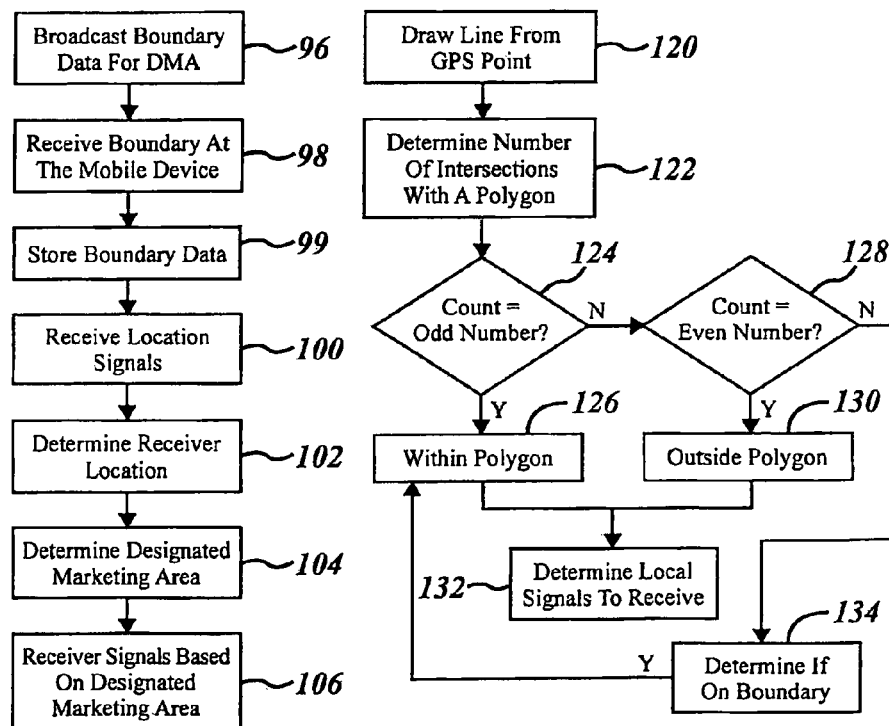 Broadcast Boundary
Data For DMA
96
Receive Boundary At
The Mobile Device
98
Store Boundary Data
99
Receive Location
Signals
100
Determine Receiver
Location
102
Determine Designated
Marketing Area
104
Receiver Signals Based
On Designated
Marketing Area
106
Draw Line From
GPS Point
120
Determine Number
Of Intersections
With A Polygon
122
124
Count =
Odd Number?
N
Y
128
Count =
Even Number?
N
Y
126
Within Polygon
130
Outside Polygon
132
Determine Local
Signals To Receive
134
Determine If
On Boundary
Y